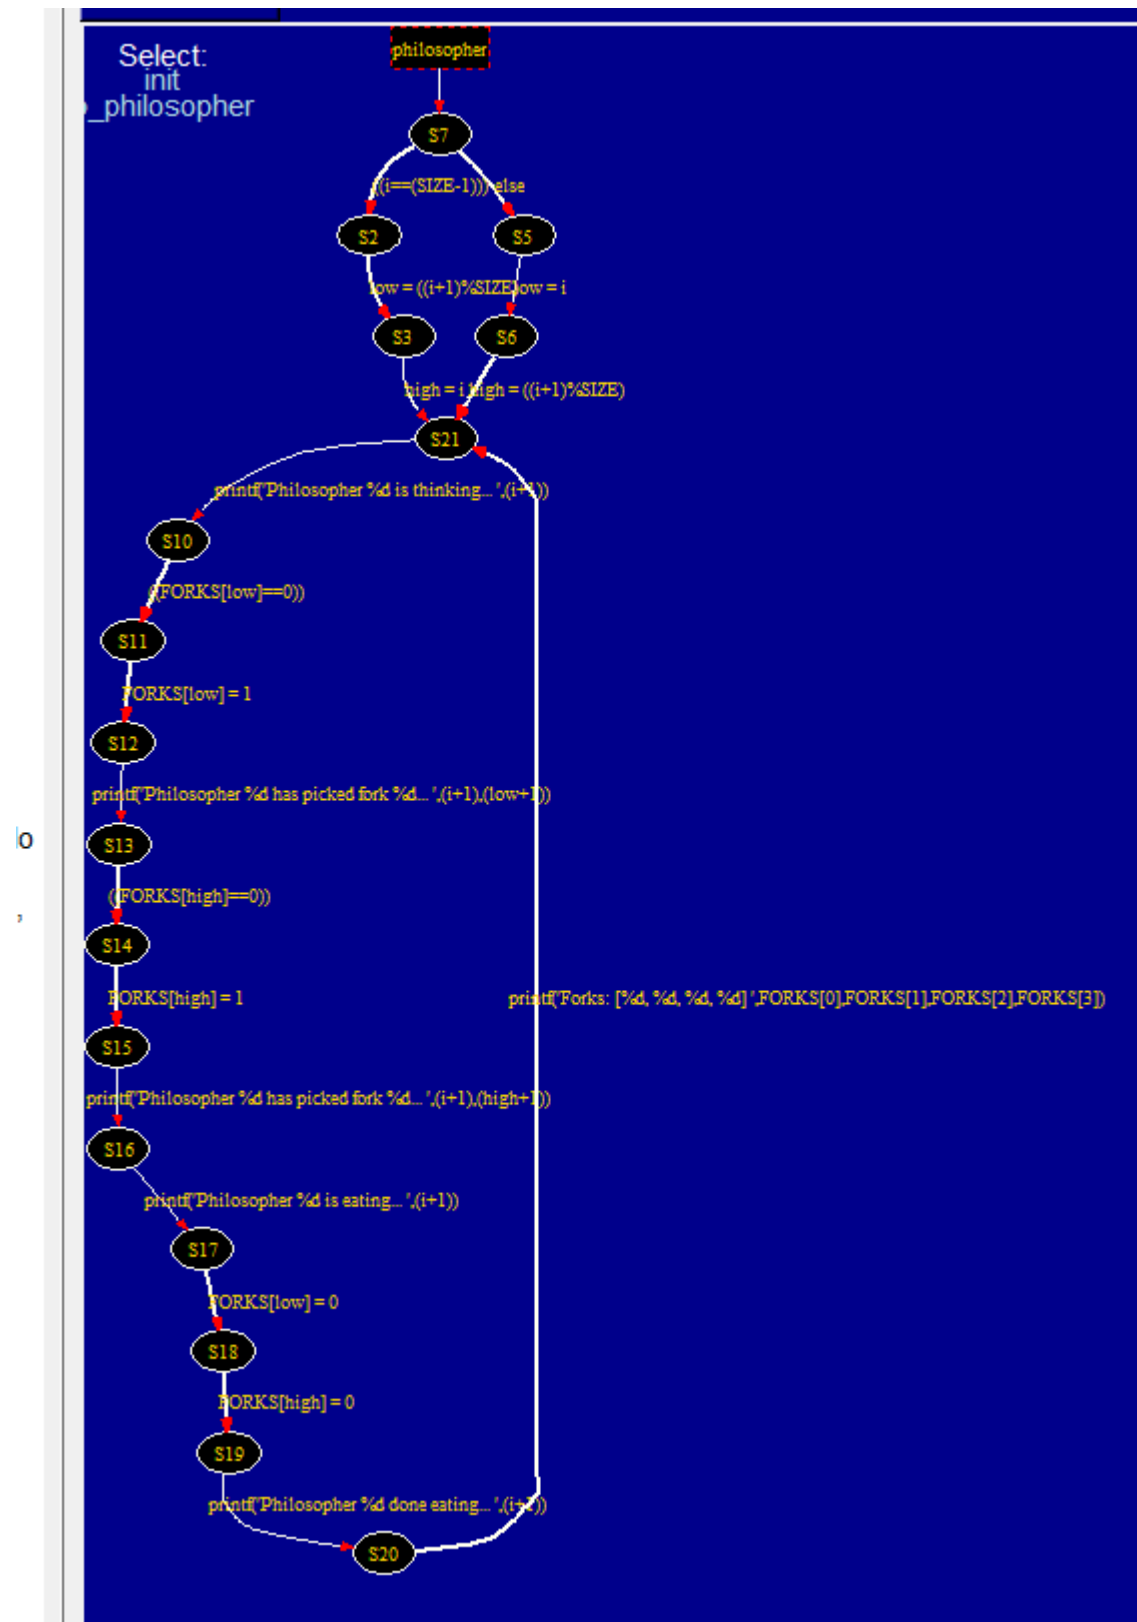 Select:
init
_philosopher
philosopher
S7
((i==(SIZE-1))) else
S2 S5
low = ((i+1)%SIZE) low = i
S3 S6
high = i high = ((i+1)%SIZE)
S21
printf('Philosopher %d is thinking... ',(i+1))
S10
((FORKS[low]==0))
S11
FORKS[low] = 1
S12
printf('Philosopher %d has picked fork %d... ',(i+1),(low+1))
lo
S13
((FORKS[high]==0))
,
S14
FORKS[high] = 1 printf('Forks: [%d, %d, %d, %d] ',FORKS[0],FORKS[1],FORKS[2],FORKS[3])
S15
printf('Philosopher %d has picked fork %d... ',(i+1),(high+1))
S16
printf('Philosopher %d is eating... ',(i+1))
S17
FORKS[low] = 0
S18
FORKS[high] = 0
S19
printf('Philosopher %d done eating... ',(i+1))
S20